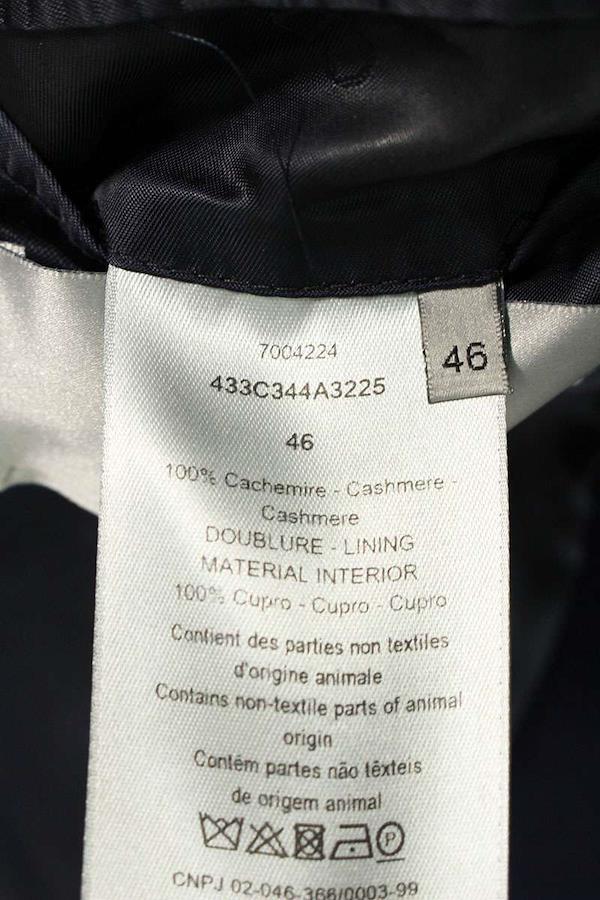 7004224
46
433C344A3225
46
100% Cachemire - Cashmere -
Cashmere
DOUBLURE - LINING
MATERIAL INTERIOR
100% Cupro - Cupro - Cupro
Contient des parties non textiles
d'origine animale
Contains non-textile parts of animal
origin
Contém partes não têxteis
de origem animal
P
CNPJ 02-046-368/0003-99